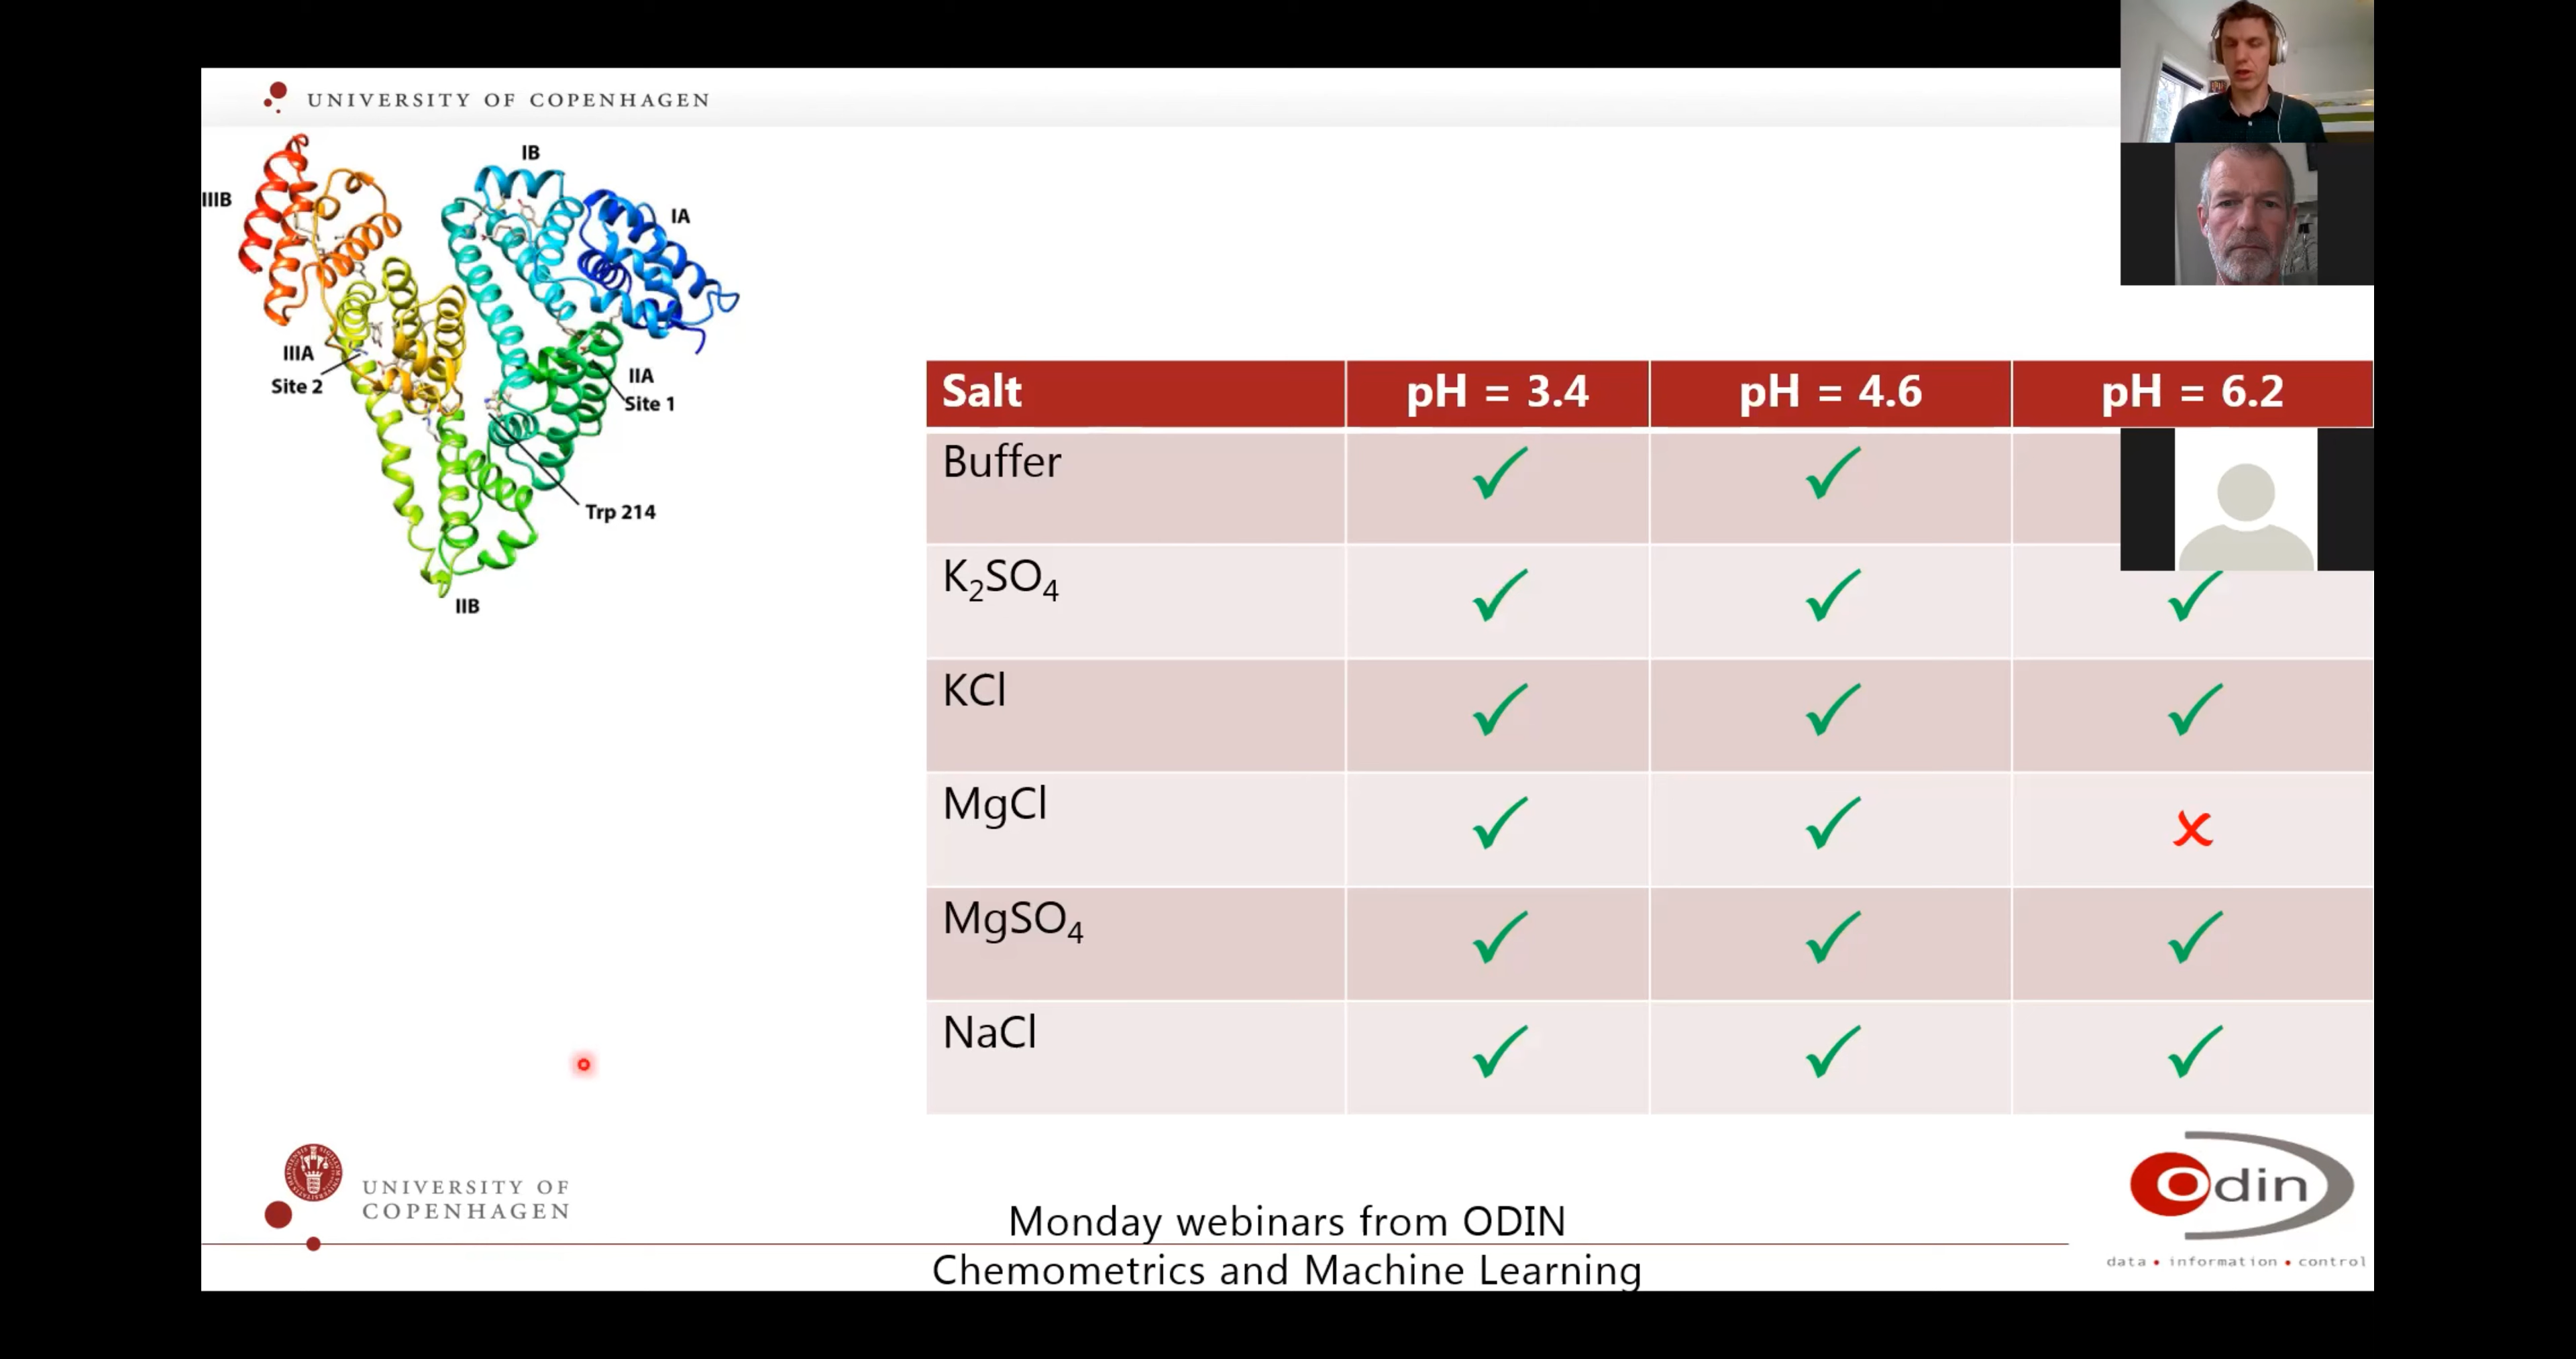 UNIVERSITY OF COPENHAGEN
IB
IIIB
IA
IIIA
Site 2
IIA
Site 1
Trp 214
IIB
Salt pH = 3.4 pH = 4.6 pH = 6.2
Buffer ✓ ✓
K₂SO₄ ✓ ✓ ✓
KCl ✓ ✓ ✓
MgCl ✓ ✓ ✗
MgSO₄ ✓ ✓ ✓
NaCl ✓ ✓ ✓
UNIVERSITY OF
COPENHAGEN
Monday webinars from ODIN
Chemometrics and Machine Learning
Odin
data • information • control